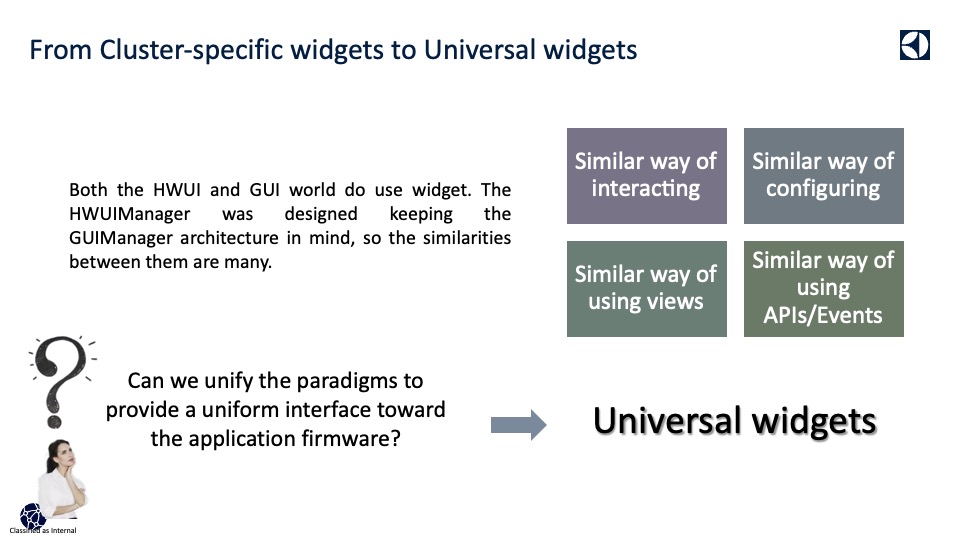 From Cluster-specific widgets to Universal widgets
Both the HWUI and GUI world do use widget. The
HWUIManager was designed keeping the
GUIManager architecture in mind, so the similarities
between them are many.
Similar way of
interacting
Similar way of
configuring
Similar way of
using views
Similar way of
using
APIs/Events
Can we unify the paradigms to
provide a uniform interface toward
the application firmware?
Universal widgets
Classified as Internal